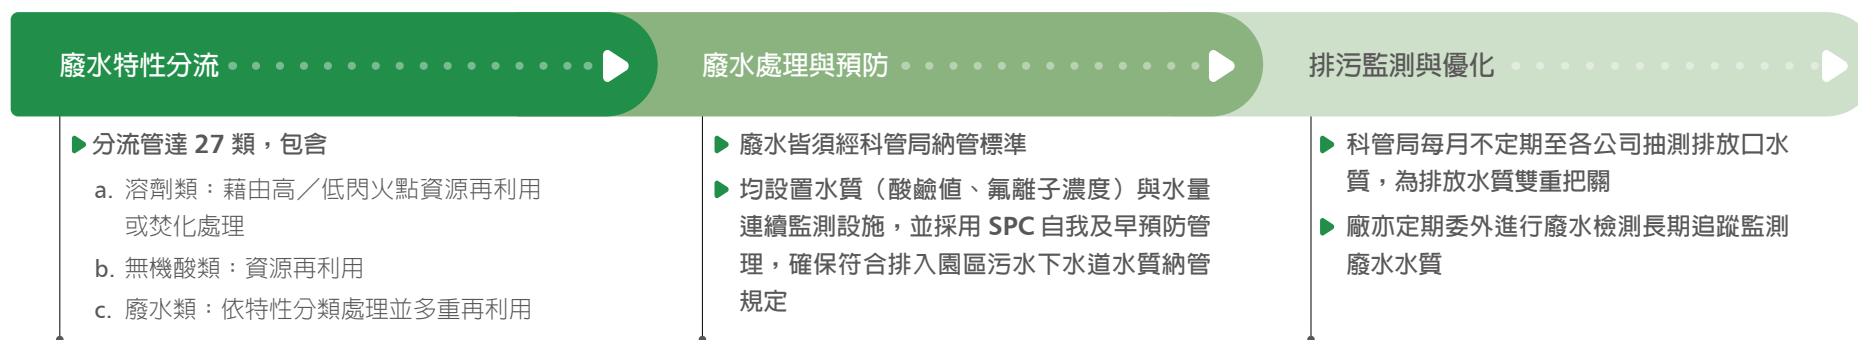 廢水特性分流
分流管達 27 類，包含
a. 溶劑類：藉由高／低閃火點資源再利用
或焚化處理
b. 無機酸類：資源再利用
c. 廢水類：依特性分類處理並多重再利用
廢水處理與預防
廢水皆須經科管局納管標準
均設置水質（酸鹼值、氟離子濃度）與水量
連續監測設施，並採用 SPC 自我及早預防管
理，確保符合排入園區污水下水道水質納管
規定
排污監測與優化
科管局每月不定期至各公司抽測排放口水
質，為排放水質雙重把關
廠亦定期委外進行廢水檢測長期追蹤監測
廢水水質